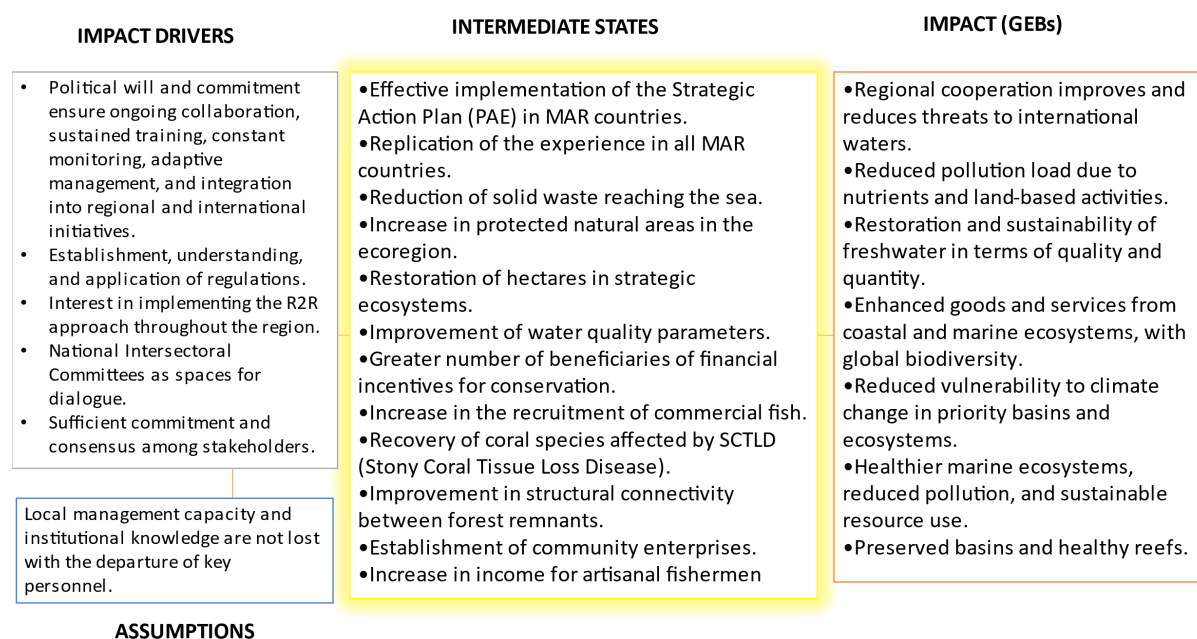 IMPACT DRIVERS
• Political will and commitment
ensure ongoing collaboration,
sustained training, constant
monitoring, adaptive
management, and integration
into regional and international
initiatives.
• Establishment, understanding,
and application of regulations.
• Interest in implementing the R2R
approach throughout the region.
• National Intersectoral
Committees as spaces for
dialogue.
• Sufficient commitment and
consensus among stakeholders.
Local management capacity and
institutional knowledge are not lost
with the departure of key
personnel.
ASSUMPTIONS
INTERMEDIATE STATES
•Effective implementation of the Strategic
Action Plan (PAE) in MAR countries.
•Replication of the experience in all MAR
countries.
•Reduction of solid waste reaching the sea.
•Increase in protected natural areas in the
ecoregion.
•Restoration of hectares in strategic
ecosystems.
•Improvement of water quality parameters.
•Greater number of beneficiaries of financial
incentives for conservation.
•Increase in the recruitment of commercial fish.
•Recovery of coral species affected by SCTLD
(Stony Coral Tissue Loss Disease).
•Improvement in structural connectivity
between forest remnants.
•Establishment of community enterprises.
•Increase in income for artisanal fishermen
IMPACT (GEBs)
•Regional cooperation improves and
reduces threats to international
waters.
•Reduced pollution load due to
nutrients and land-based activities.
•Restoration and sustainability of
freshwater in terms of quality and
quantity.
•Enhanced goods and services from
coastal and marine ecosystems, with
global biodiversity.
•Reduced vulnerability to climate
change in priority basins and
ecosystems.
•Healthier marine ecosystems,
reduced pollution, and sustainable
resource use.
•Preserved basins and healthy reefs.